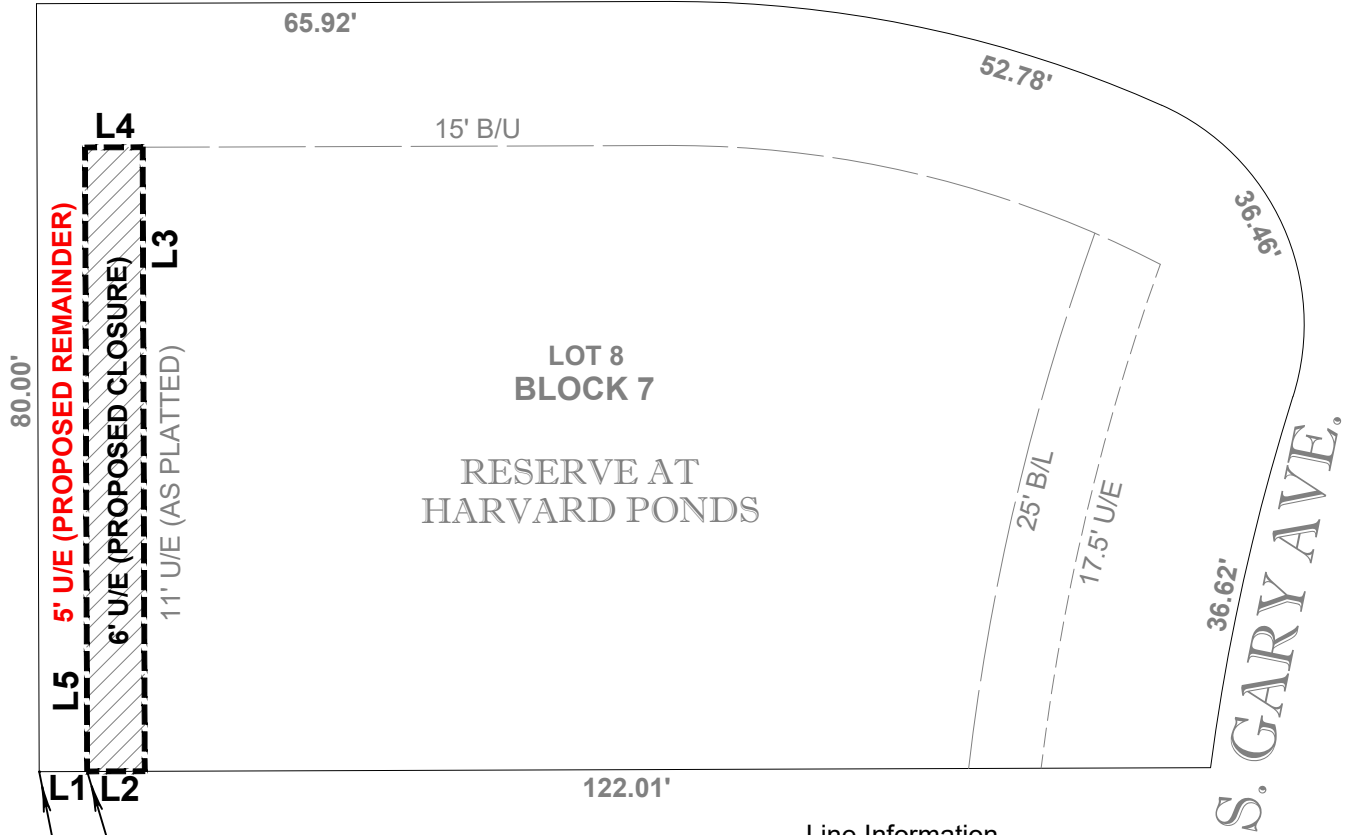 65.92'
52.78'
L4
15' B/U
36.46'
5' U/E (PROPOSED REMAINDER)
6' U/E (PROPOSED CLOSURE)
L3
11' U/E (AS PLATTED)
80.00'
LOT 8
BLOCK 7
RESERVE AT
HARVARD PONDS
25' B/L
17.5' U/E
36.62'
S. GARY AVE.
L5
L1
L2
122.01'
Line Information